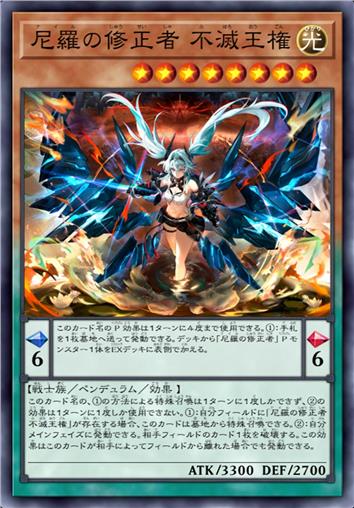 尼羅の修正者 不滅王権
光
6
このカード名のP効果は1ターンに4度まで使用できる。①:手札
を1枚墓地へ送って発動できる。デッキから「尼羅の修正者」P
モンスター1体をEXデッキに表側でかえる。
6
【戦士族/ペンデュラム/効果】
このカード名の、①の方法による特殊召喚は1ターンに1度しかできず、②の
効果は1ターンに1度しか使用できない。①:自分フィールドに「尼羅の修正者
不滅王権」が存在する場合、このカードは墓地から特殊召喚できる。②:自分
メインフェイズに発動できる。相手フィールドのカード1枚を破壊する。この効
果はこのカードが相手によってフィールドから離れた場合でも発動できる。
ATK/3300 DEF/2700